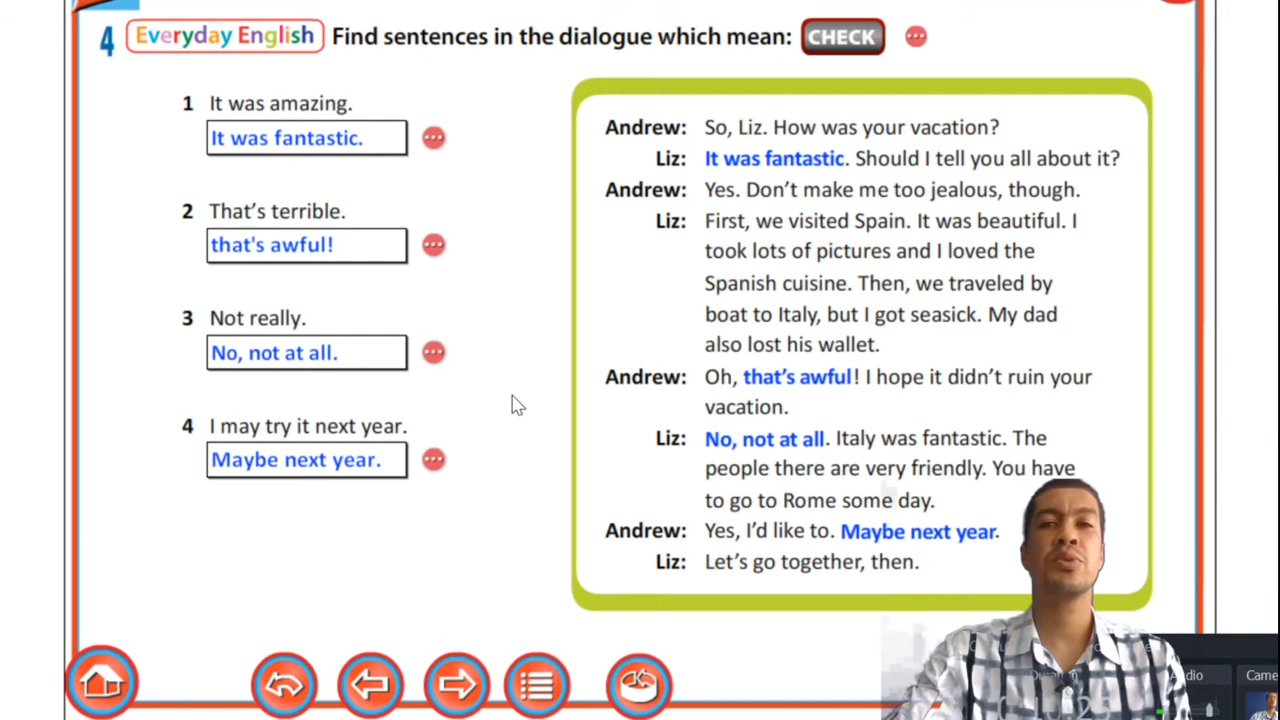 4 Everyday English Find sentences in the dialogue which mean: CHECK
1 It was amazing.
It was fantastic.
2 That's terrible.
that's awful!
3 Not really.
No, not at all.
4 I may try it next year.
Maybe next year.
Andrew: So, Liz. How was your vacation?
Liz: It was fantastic. Should I tell you all about it?
Andrew: Yes. Don't make me too jealous, though.
Liz: First, we visited Spain. It was beautiful. I
took lots of pictures and I loved the
Spanish cuisine. Then, we traveled by
boat to Italy, but I got seasick. My dad
also lost his wallet.
Andrew: Oh, that's awful! I hope it didn't ruin your
vacation.
Liz: No, not at all. Italy was fantastic. The
people there are very friendly. You have
to go to Rome some day.
Andrew: Yes, I'd like to. Maybe next year.
Liz: Let's go together, then.